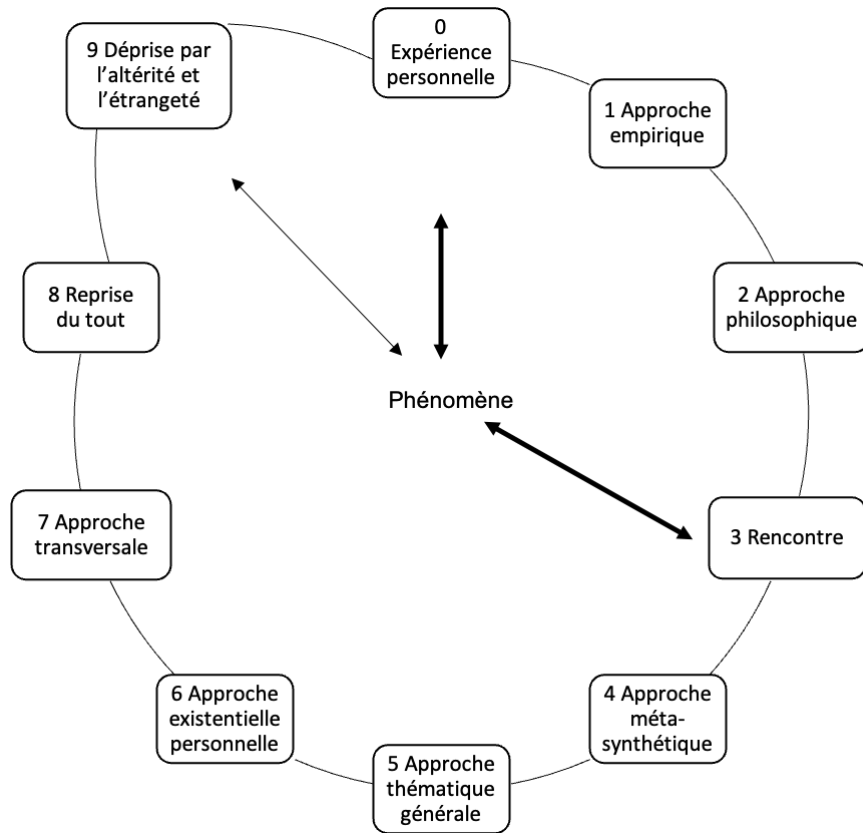 0
Expérience
personnelle
1 Approche
empirique
2 Approche
philosophique
3 Rencontre
4 Approche
méta-
synthétique
5 Approche
thématique
générale
6 Approche
existentielle
personnelle
7 Approche
transversale
8 Reprise
du tout
9 Déprise par
l'altérité et
l'étrangeté
Phénomène